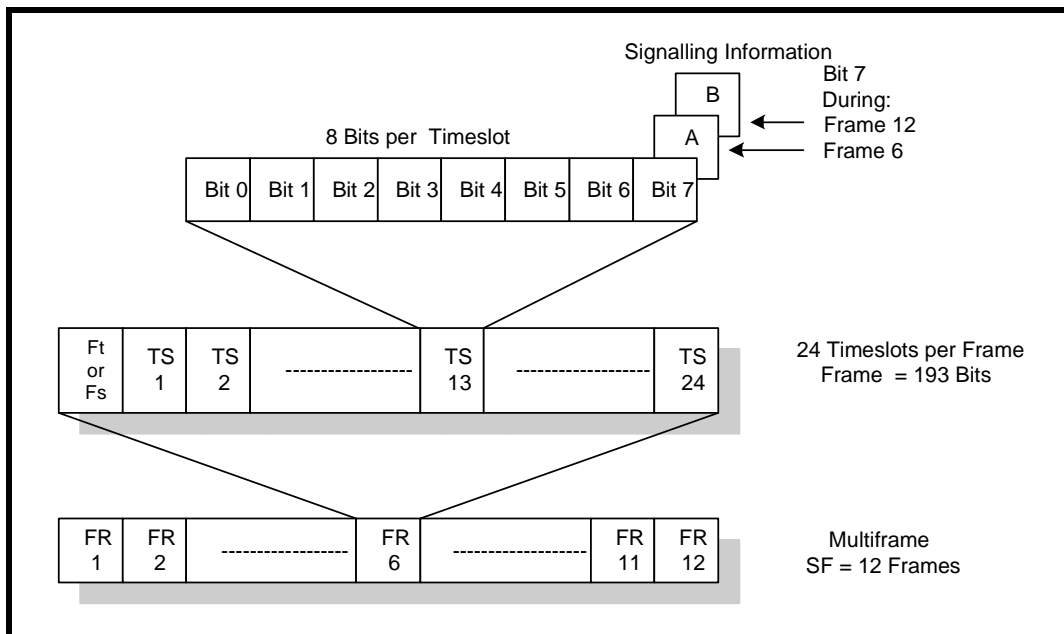 Signalling Information
Bit 7
During:
Frame 12
Frame 6
B
A
8 Bits per Timeslot
Bit 0 Bit 1 Bit 2 Bit 3 Bit 4 Bit 5 Bit 6 Bit 7
Ft
or
Fs
TS
1
TS
2
TS
13
TS
24
24 Timeslots per Frame
Frame = 193 Bits
FR
1
FR
2
FR
6
FR
11
FR
12
Multiframe
SF = 12 Frames